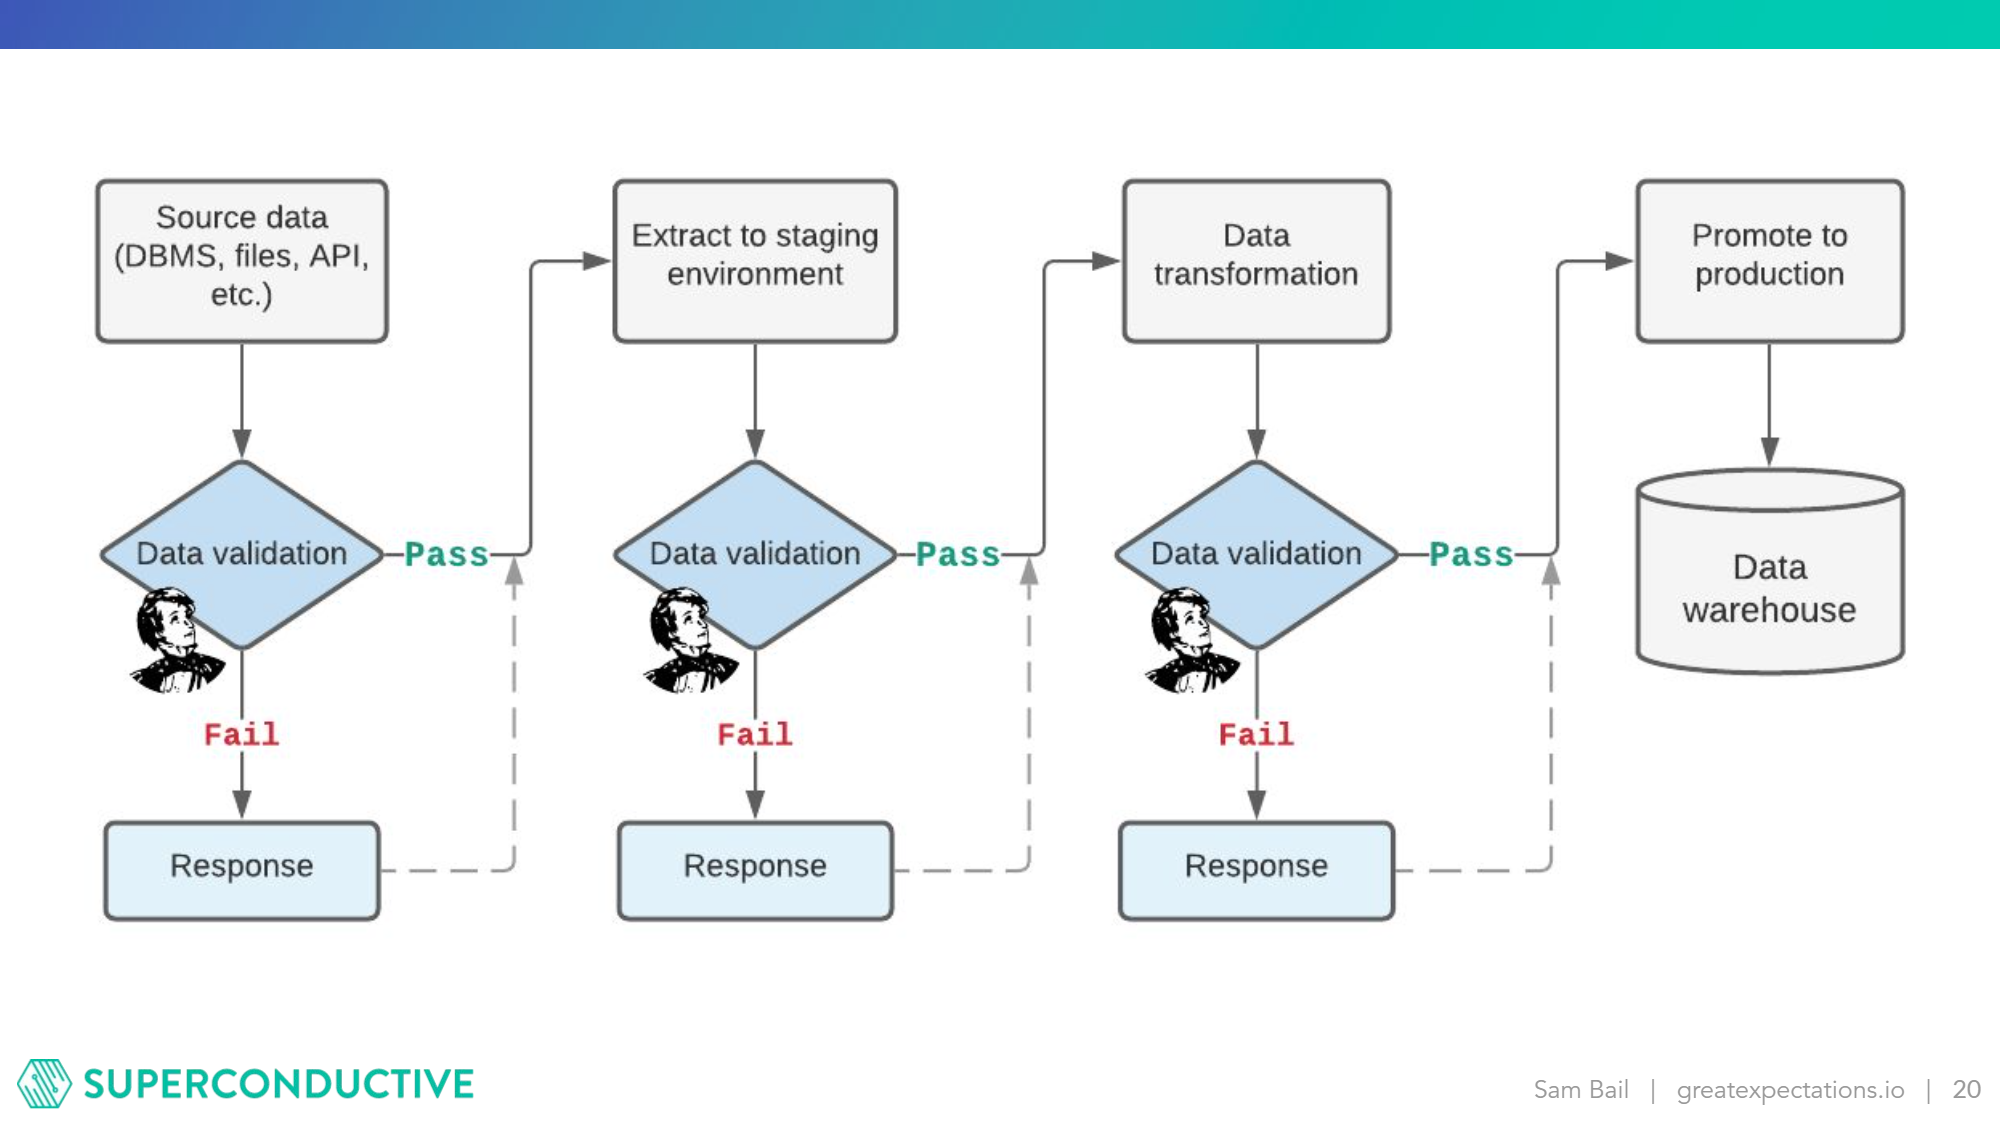 Source data
(DBMS, files, API,
etc.)
Extract to staging
environment
Data
transformation
Promote to
production
Data validation
Pass
Data validation
Pass
Data validation
Pass
Data
warehouse
Fail
Fail
Fail
Response
Response
Response
SUPERCONDUCTIVE
Sam Bail | greatexpectations.io | 20